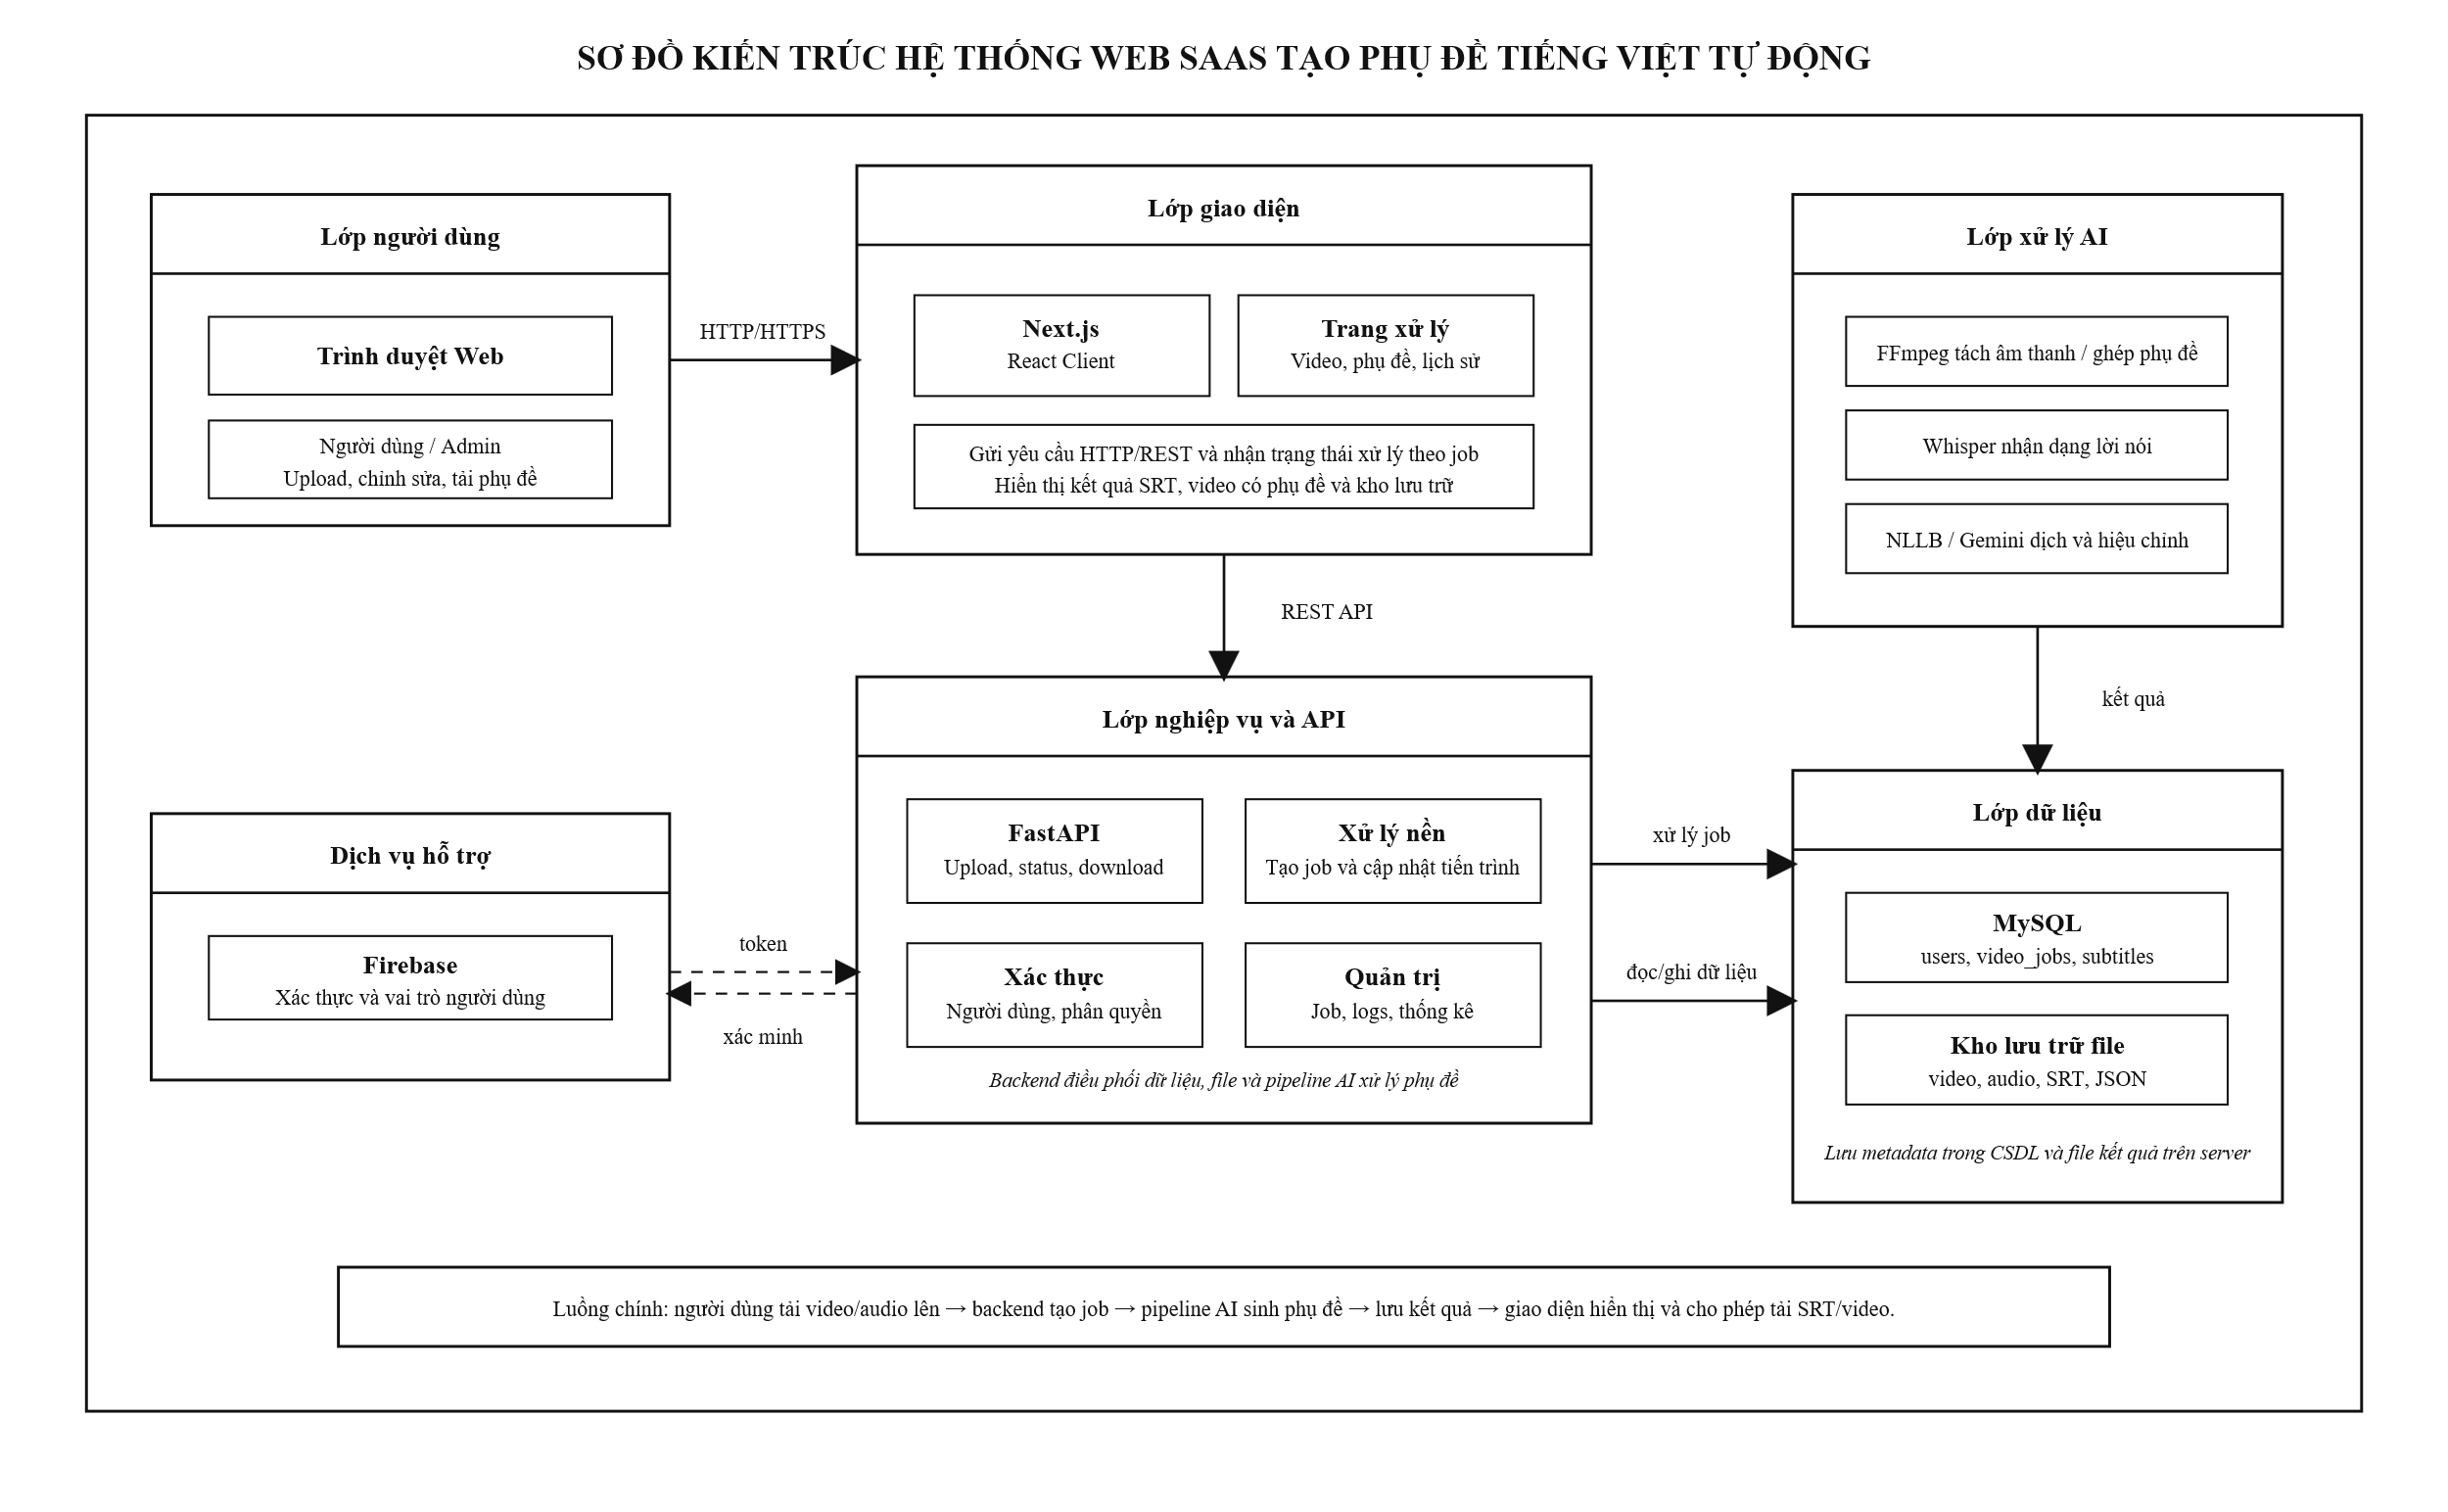 SƠ ĐỒ KIẾN TRÚC HỆ THỐNG WEB SAAS TẠO PHỤ ĐỀ TIẾNG VIỆT TỰ ĐỘNG
Lớp người dùng
Trình duyệt Web
Người dùng / Admin
Upload, chỉnh sửa, tải phụ đề
HTTP/HTTPS
Lớp giao diện
Next.js
React Client
Trang xử lý
Video, phụ đề, lịch sử
Gửi yêu cầu HTTP/REST và nhận trạng thái xử lý theo job
Hiển thị kết quả SRT, video có phụ đề và kho lưu trữ
Lớp xử lý AI
FFmpeg tách âm thanh / ghép phụ đề
Whisper nhận dạng lời nói
NLLB / Gemini dịch và hiệu chỉnh
REST API
kết quả
Dịch vụ hỗ trợ
Firebase
Xác thực và vai trò người dùng
token
xác minh
Lớp nghiệp vụ và API
FastAPI
Upload, status, download
Xử lý nền
Tạo job và cập nhật tiến trình
Xác thực
Người dùng, phân quyền
Quản trị
Job, logs, thống kê
Backend điều phối dữ liệu, file và pipeline AI xử lý phụ đề
xử lý job
đọc/ghi dữ liệu
Lớp dữ liệu
MySQL
users, video_jobs, subtitles
Kho lưu trữ file
video, audio, SRT, JSON
Lưu metadata trong CSDL và file kết quả trên server
Luồng chính: người dùng tải video/audio lên → backend tạo job → pipeline AI sinh phụ đề → lưu kết quả → giao diện hiển thị và cho phép tải SRT/video.